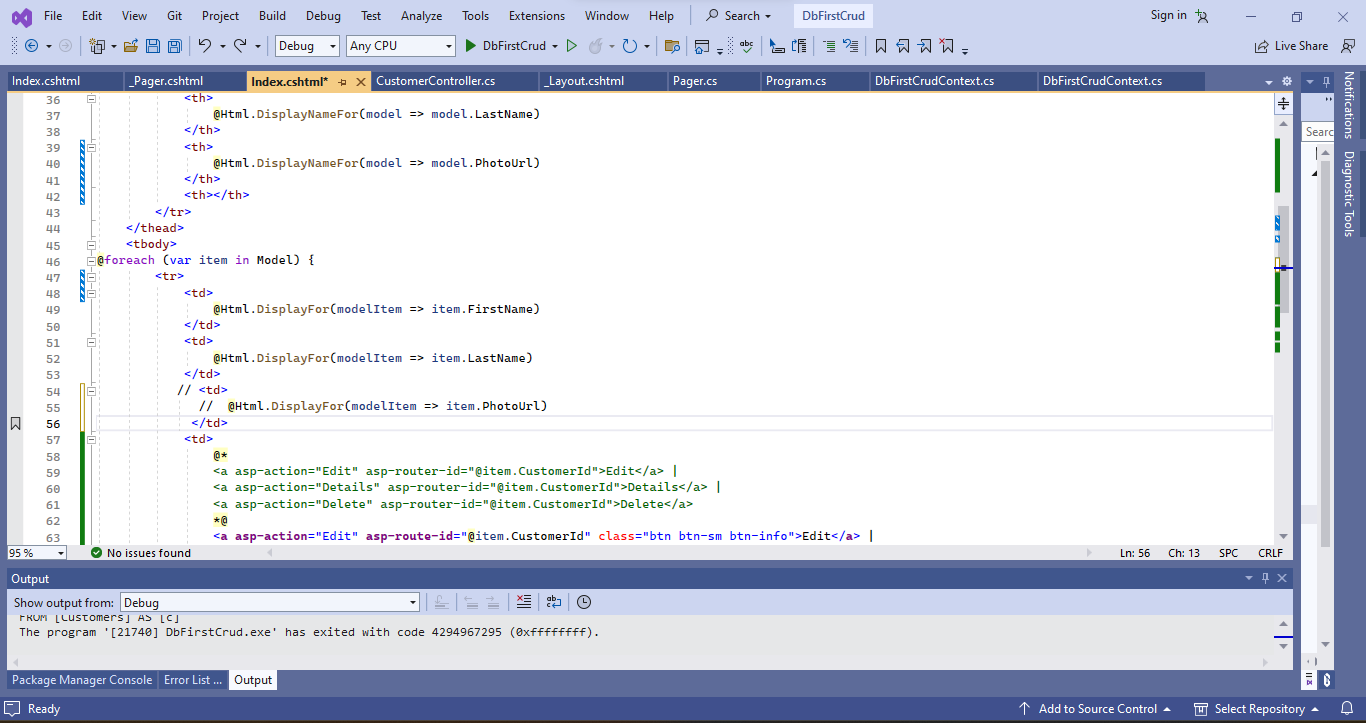 File Edit View Git Project Build Debug Test Analyze Tools Extensions Window Help Search DbFirstCrud Sign in
Debug Any CPU DbFirstCrud Live Share
Index.cshtml _Pager.cshtml Index.cshtml* CustomerController.cs _Layout.cshtml Pager.cs Program.cs DbFirstCrudContext.cs DbFirstCrudContext.cs
36 <th>
37 @Html.DisplayNameFor(model => model.LastName)
38 </th>
39 <th>
40 @Html.DisplayNameFor(model => model.PhotoUrl)
41 </th>
42 <th></th>
43 </tr>
44 </thead>
45 <tbody>
46 @foreach (var item in Model) {
47 <tr>
48 <td>
49 @Html.DisplayFor(modelItem => item.FirstName)
50 </td>
51 <td>
52 @Html.DisplayFor(modelItem => item.LastName)
53 </td>
54 // <td>
55 // @Html.DisplayFor(modelItem => item.PhotoUrl)
56 </td>
57 <td>
58 @*
59 <a asp-action="Edit" asp-router-id="@item.CustomerId">Edit</a> |
60 <a asp-action="Details" asp-router-id="@item.CustomerId">Details</a> |
61 <a asp-action="Delete" asp-router-id="@item.CustomerId">Delete</a>
62 *@
63 <a asp-action="Edit" asp-route-id="@item.CustomerId" class="btn btn-sm btn-info">Edit</a> |
95 % No issues found Ln: 56 Ch: 13 SPC CRLF
Searc
Notifications
Diagnostic Tools
Output
Show output from: Debug
FROM [Customers] AS [c]
The program '[21740] DbFirstCrud.exe' has exited with code 4294967295 (0xffffffff).
Package Manager Console Error List ... Output
Ready Add to Source Control Select Repository